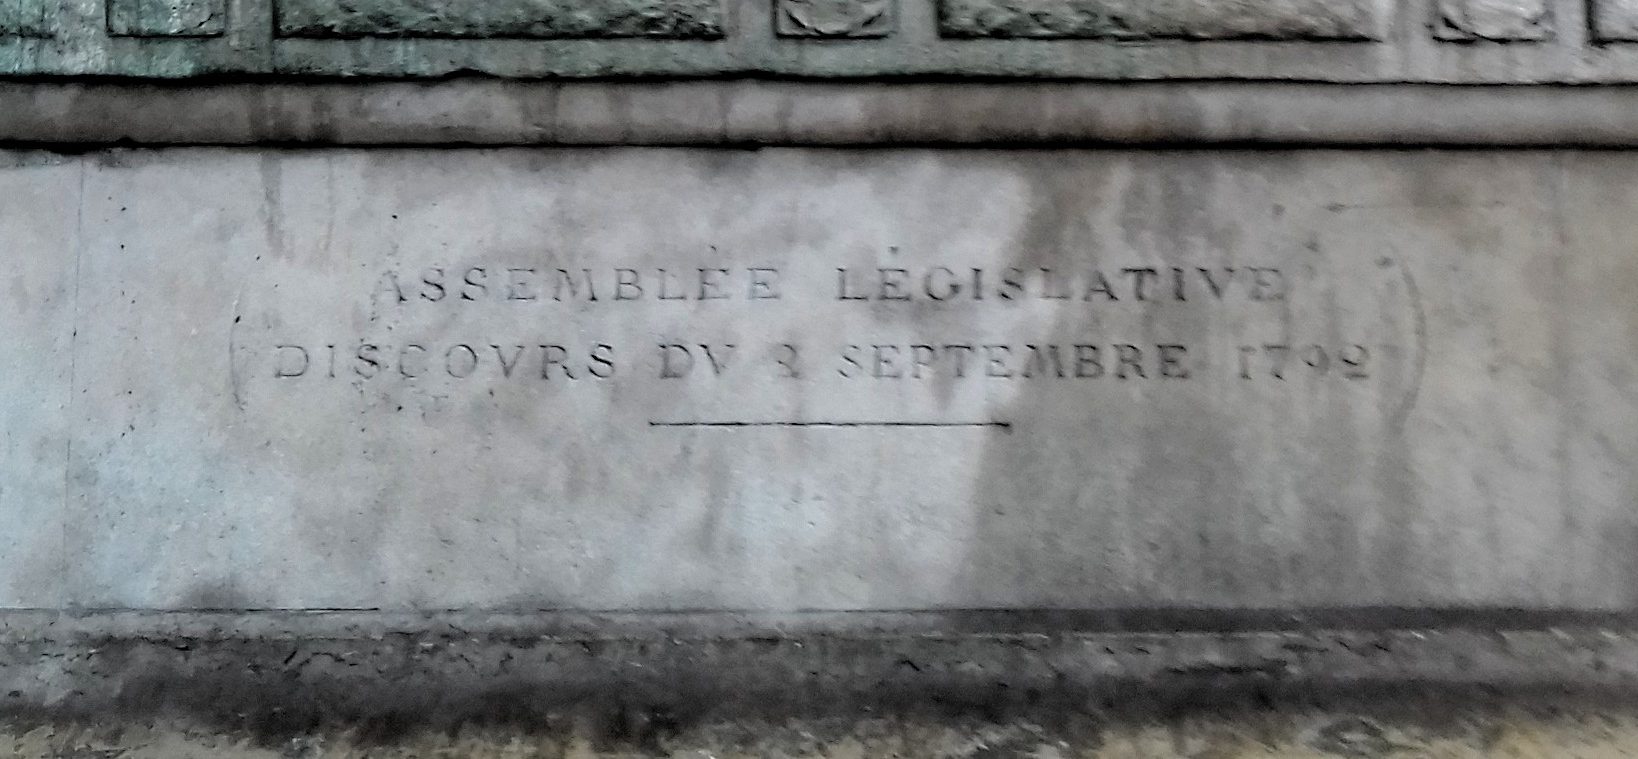 ASSEMBLÉE LÉGISLATIVE
(DISCOVRS DV 2 SEPTEMBRE 1792)